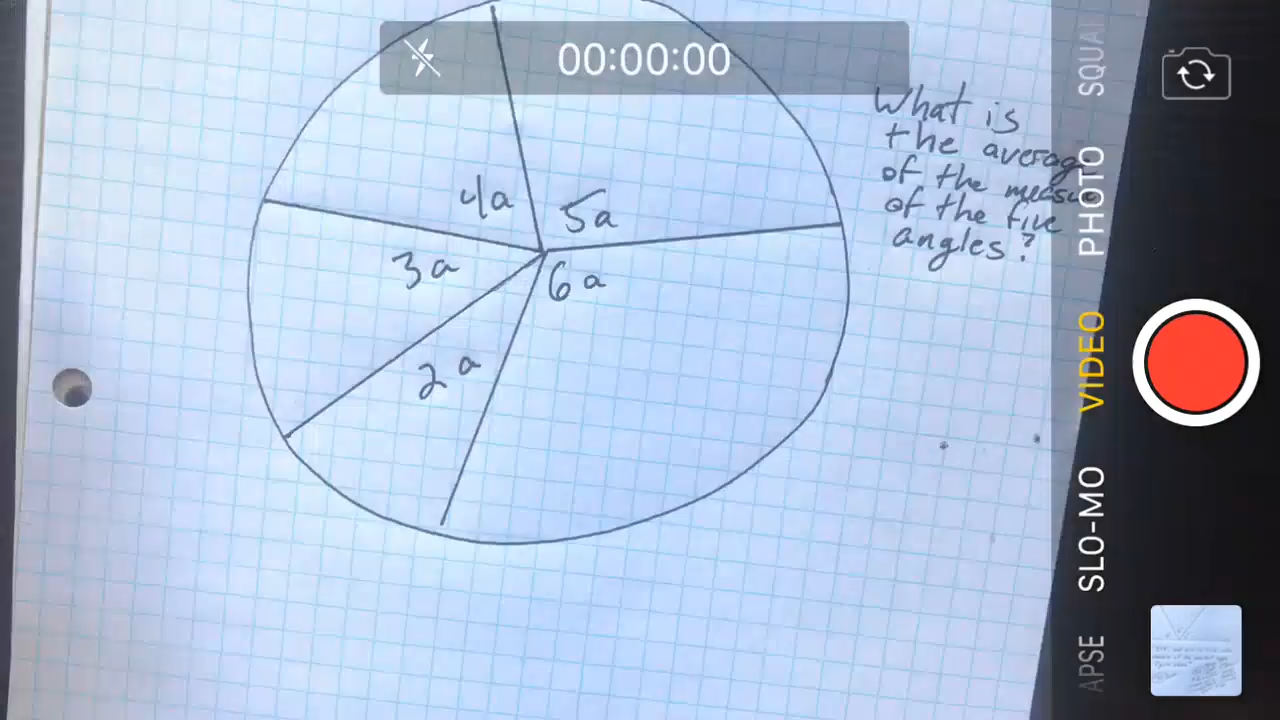 00:00:00
What is
the average
of the
of the five
angles?
4a
5a
3a
6a
2a
SQUA
PHOTO
VIDEO
SLO-MO
APSE